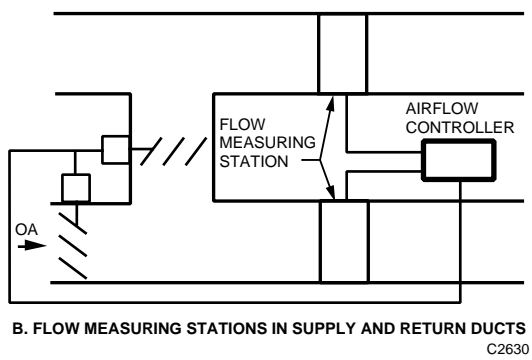 FLOW
MEASURING
STATION
AIRFLOW
CONTROLLER
OA
B. FLOW MEASURING STATIONS IN SUPPLY AND RETURN DUCTS
C2630